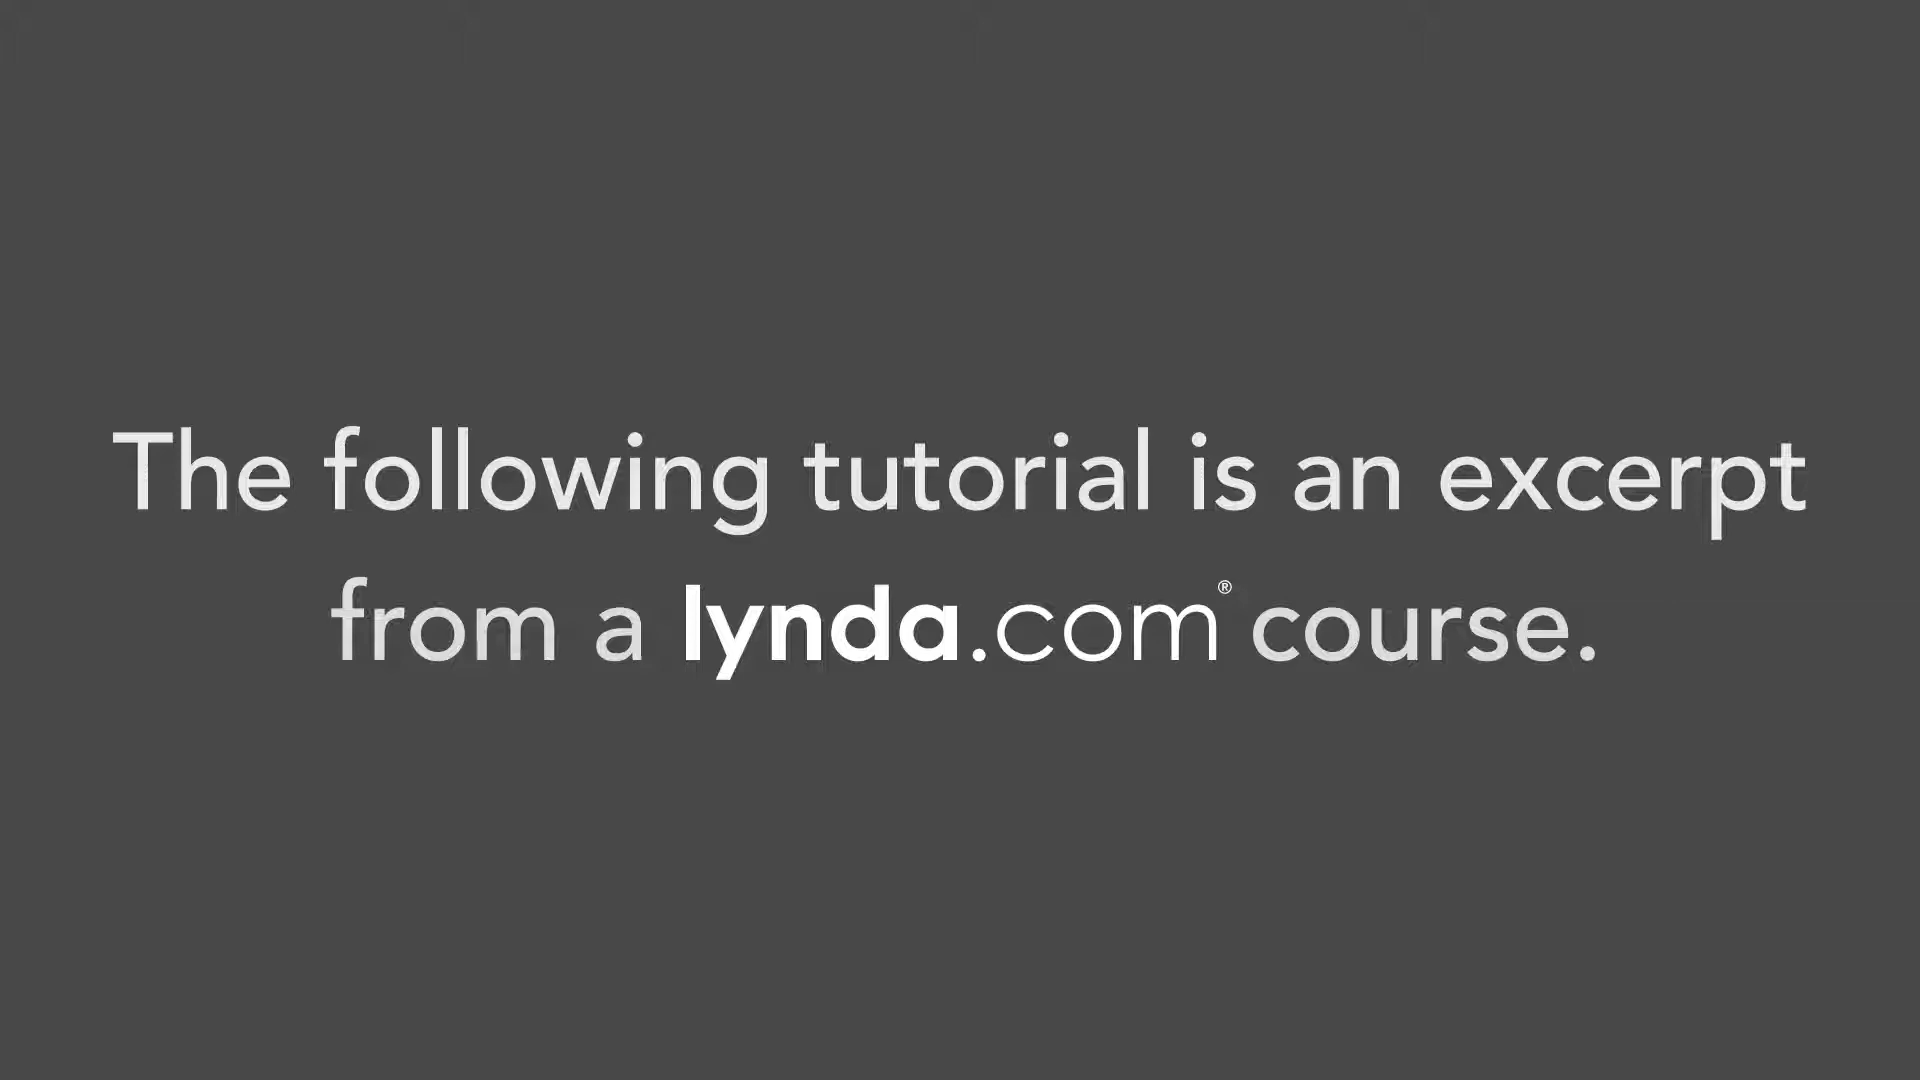 The following tutorial is an excerpt
from a lynda.com® course.